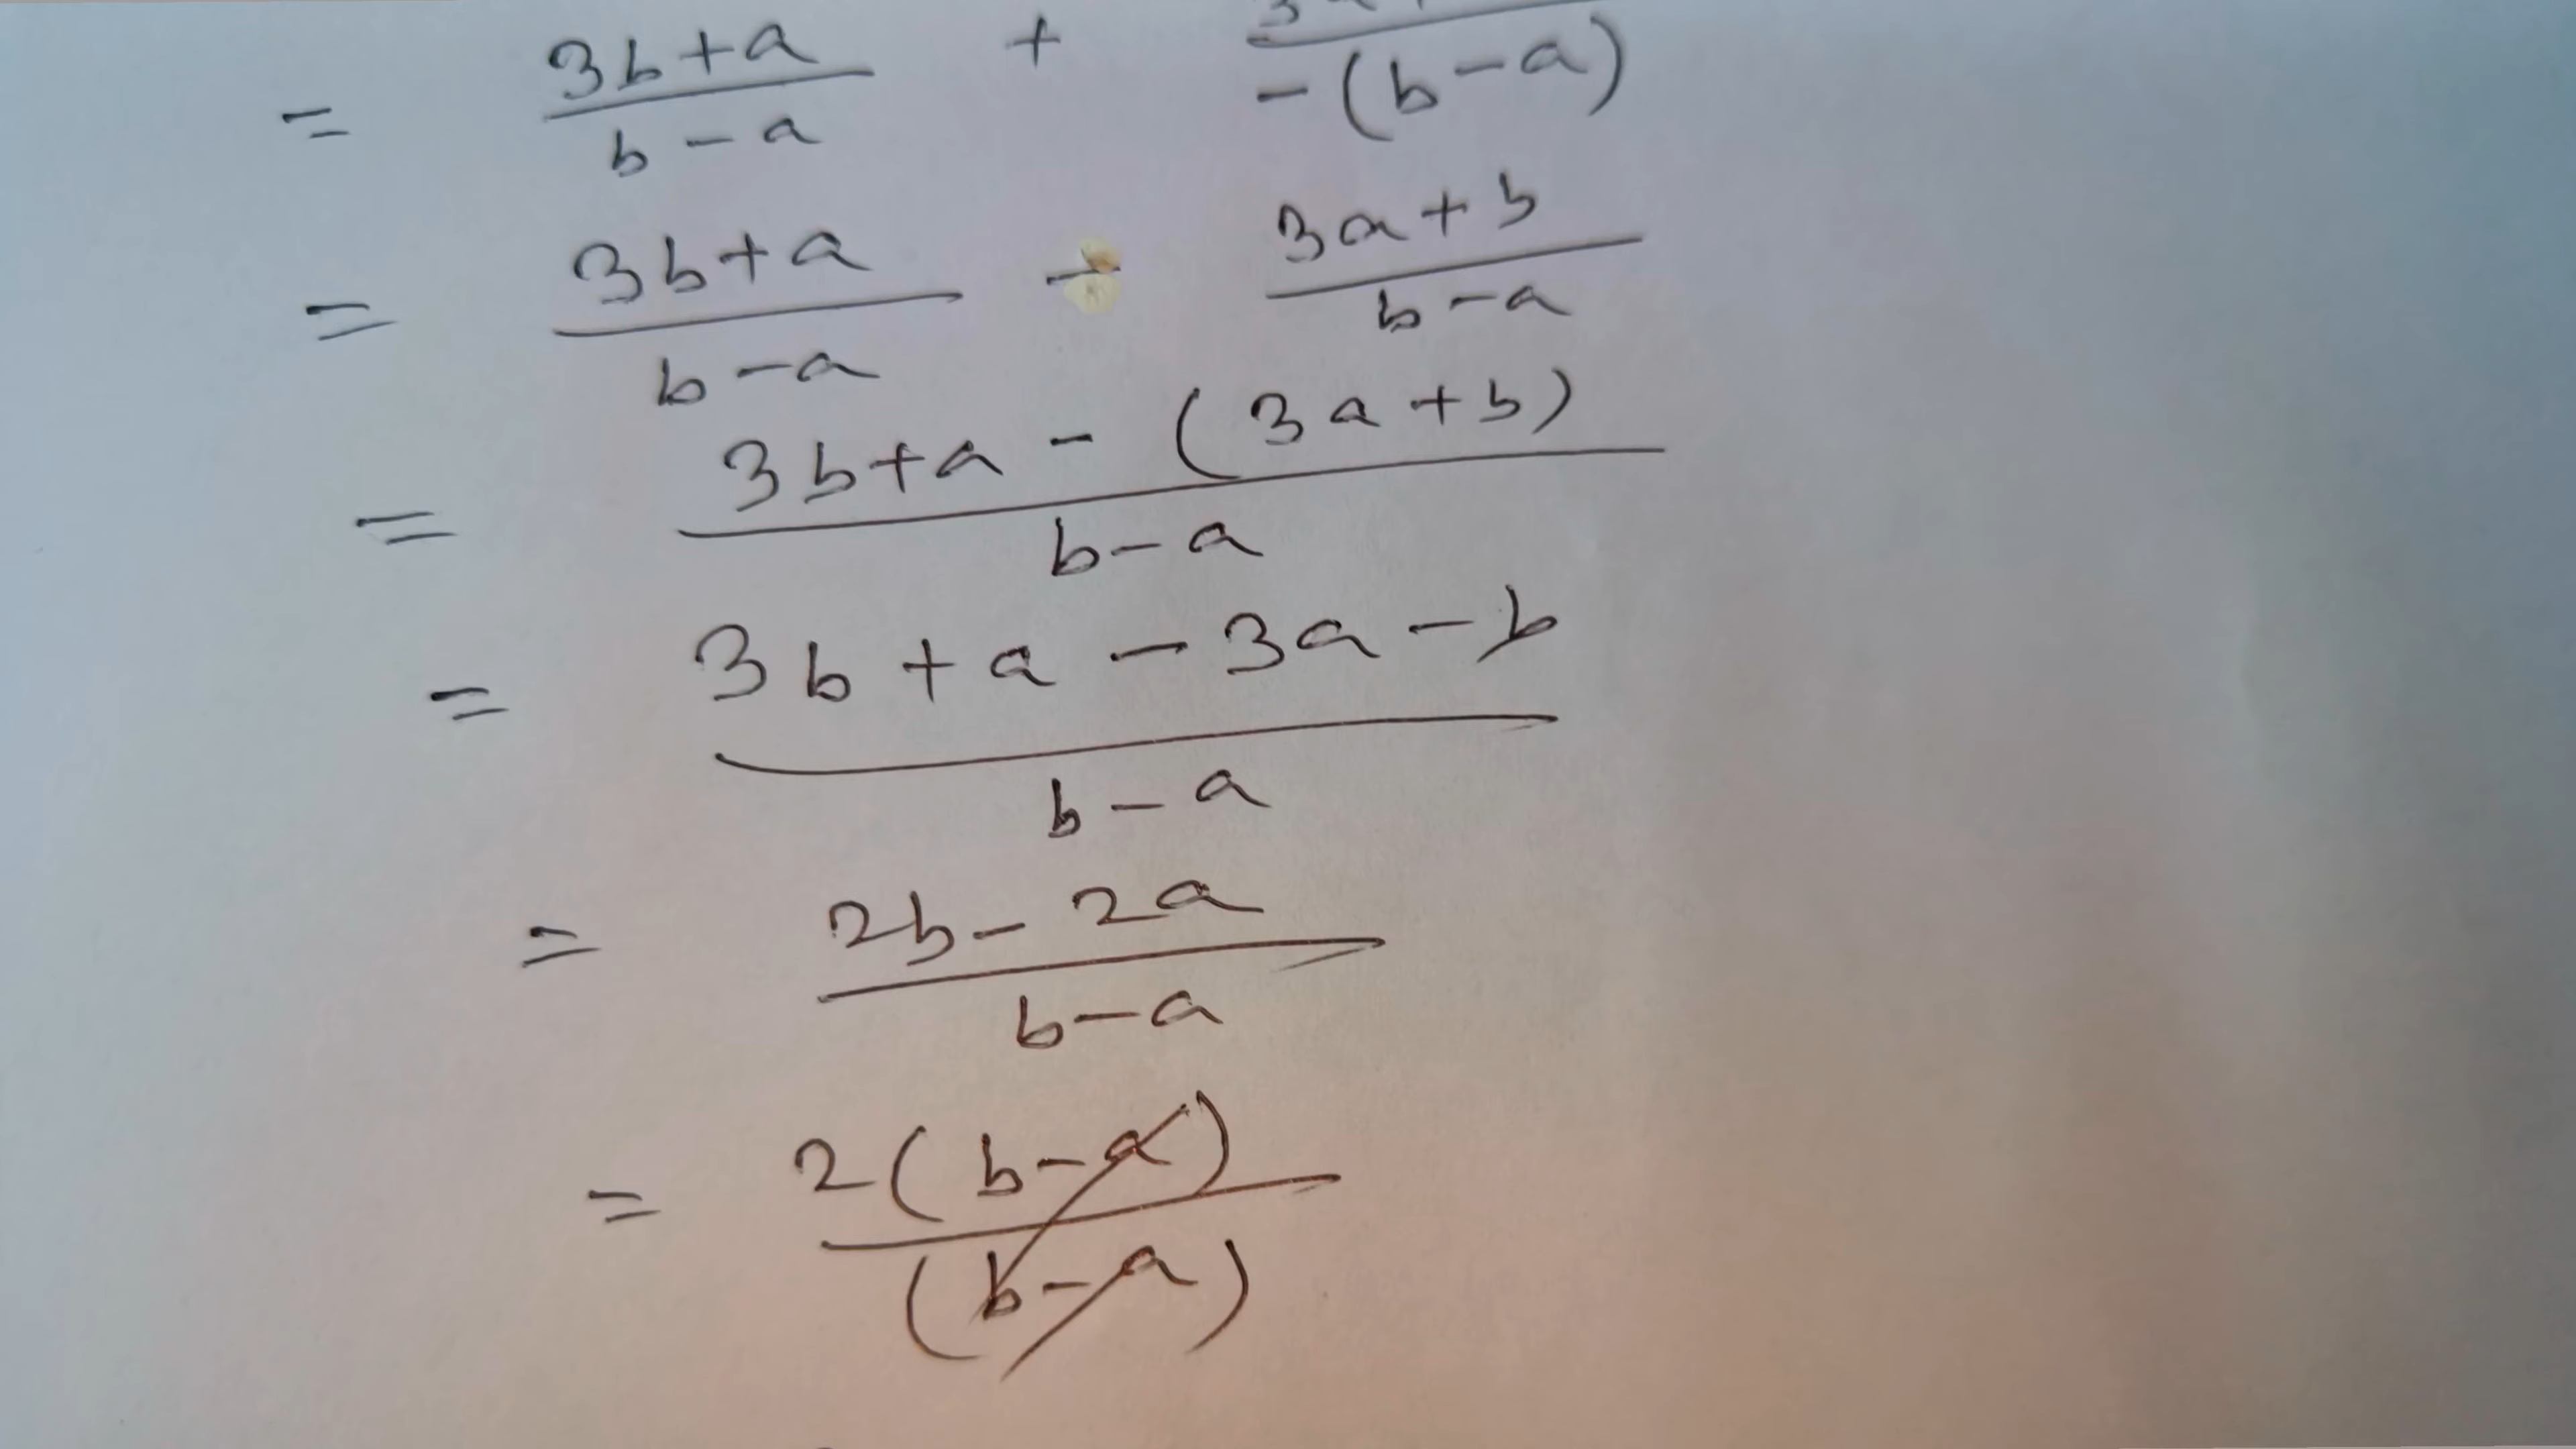 = (3b+a)/(b-a) + /-(b-a)
= (3b+a)/(b-a) - (3a+b)/(b-a)
= (3b+a-(3a+b))/(b-a)
= (3b+a-3a-b)/(b-a)
= (2b-2a)/(b-a)
= 2(b-a)/(b-a)